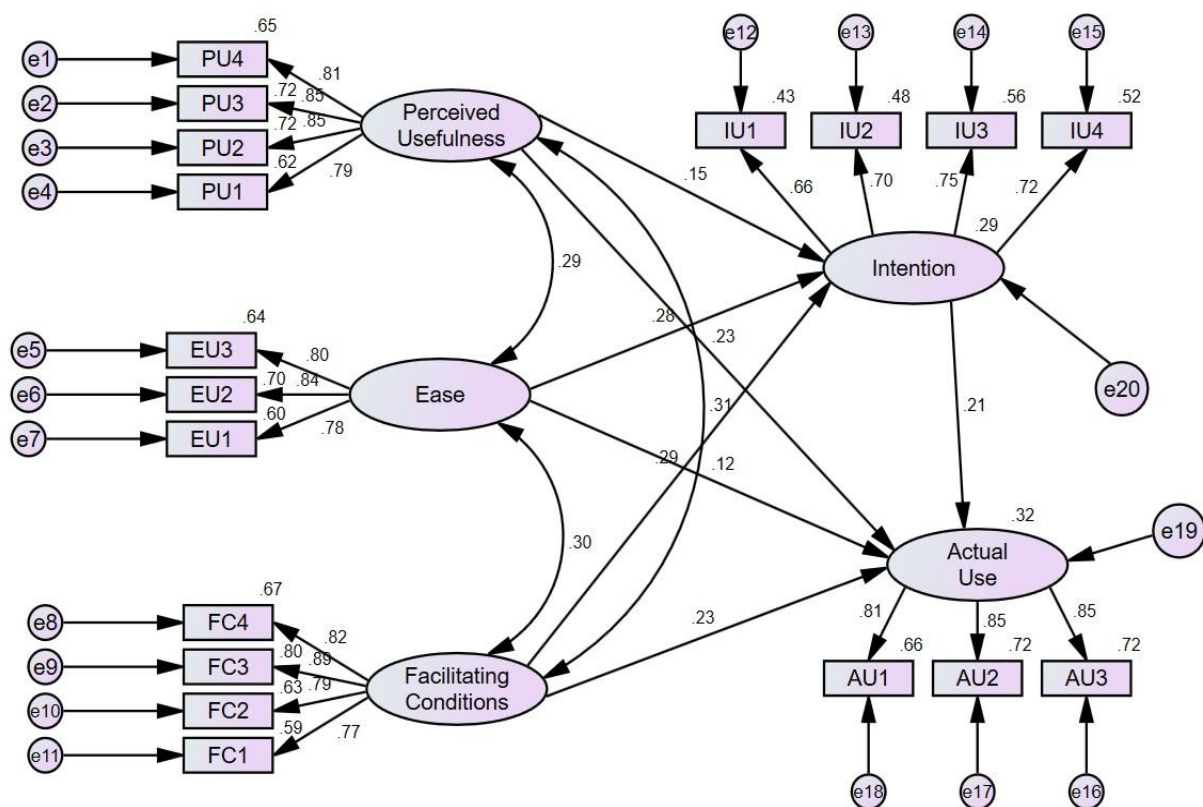 .65
e1 PU4
.81
e12 e13 e14 e15
e2 .72 PU3 .85
e3 .72 PU2 .85
e4 .62 PU1 .79
Perceived
Usefulness
.43 .48 .56 .52
IU1 IU2 IU3 IU4
.15
.66 .70 .75 .72
.29
.29
Intention
.64
e5 EU3
.80
.28 .23
e6 EU2 .70 .84
e7 EU1 .60 .78
Ease
e20
.31 .21
.29 .12
.30
.32
Actual
Use
e19
.67
e8 FC4
.82
.23
e9 FC3 .80 .89
e10 FC2 .63 .79
e11 FC1 .59 .77
Facilitating
Conditions
.81 .85 .85
.66 .72 .72
AU1 AU2 AU3
e18 e17 e16